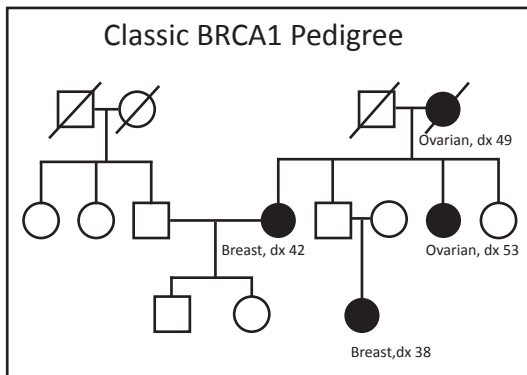 Classic BRCA1 Pedigree
Ovarian, dx 49
Breast, dx 42
Ovarian, dx 53
Breast,dx 38